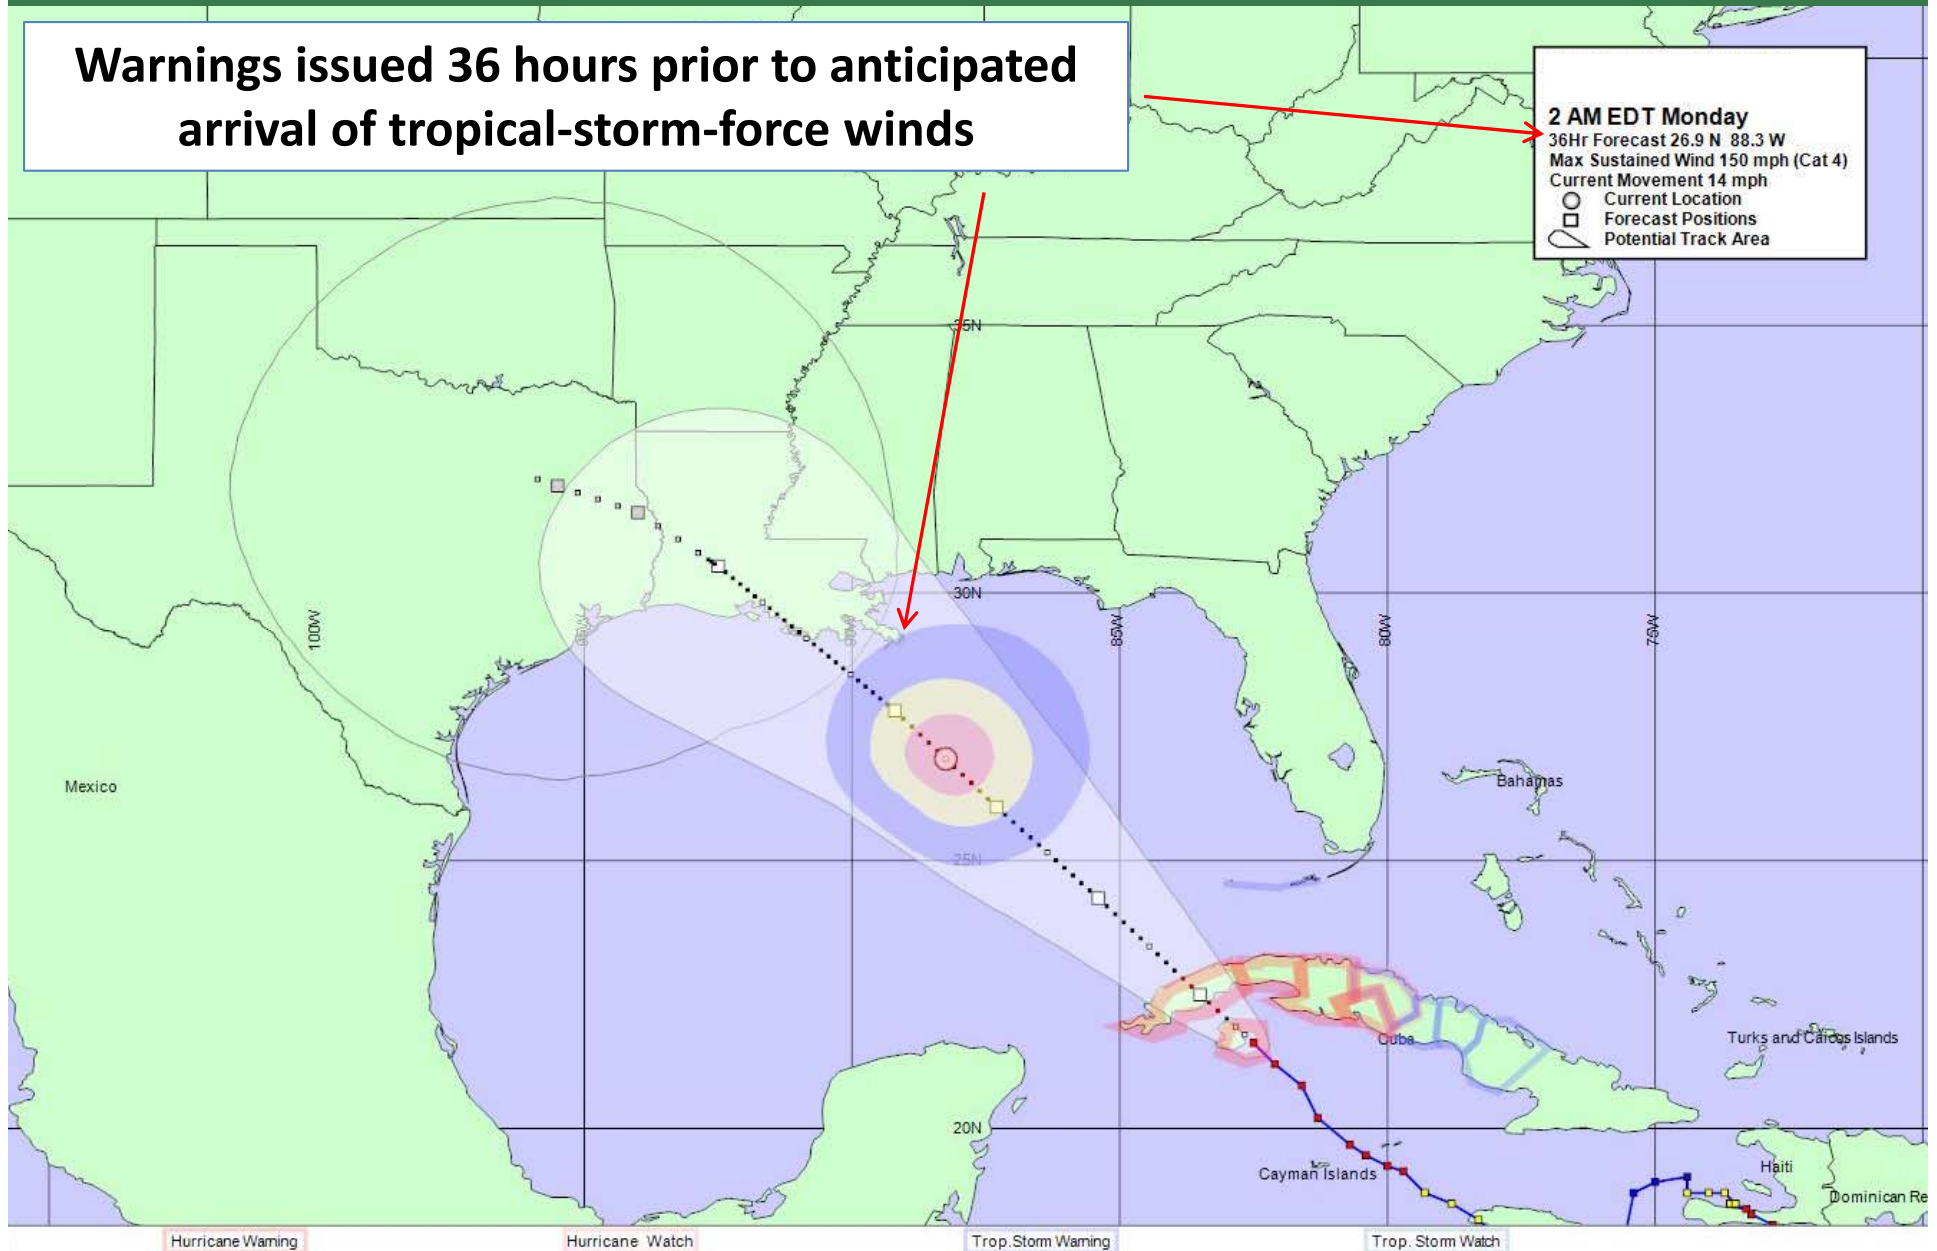 Warnings issued 36 hours prior to anticipated
arrival of tropical-storm-force winds
2 AM EDT Monday
36Hr Forecast 26.9 N 88.3 W
Max Sustained Wind 150 mph (Cat 4)
Current Movement 14 mph
Current Location
Forecast Positions
Potential Track Area
35N
30N
100W
85W
80W
75W
Mexico
Bahamas
25N
Cuba
Turks and Caicos Islands
20N
Cayman Islands
Haiti
Dominican Re
Hurricane Warning
Hurricane Watch
Trop.Storm Warning
Trop. Storm Watch